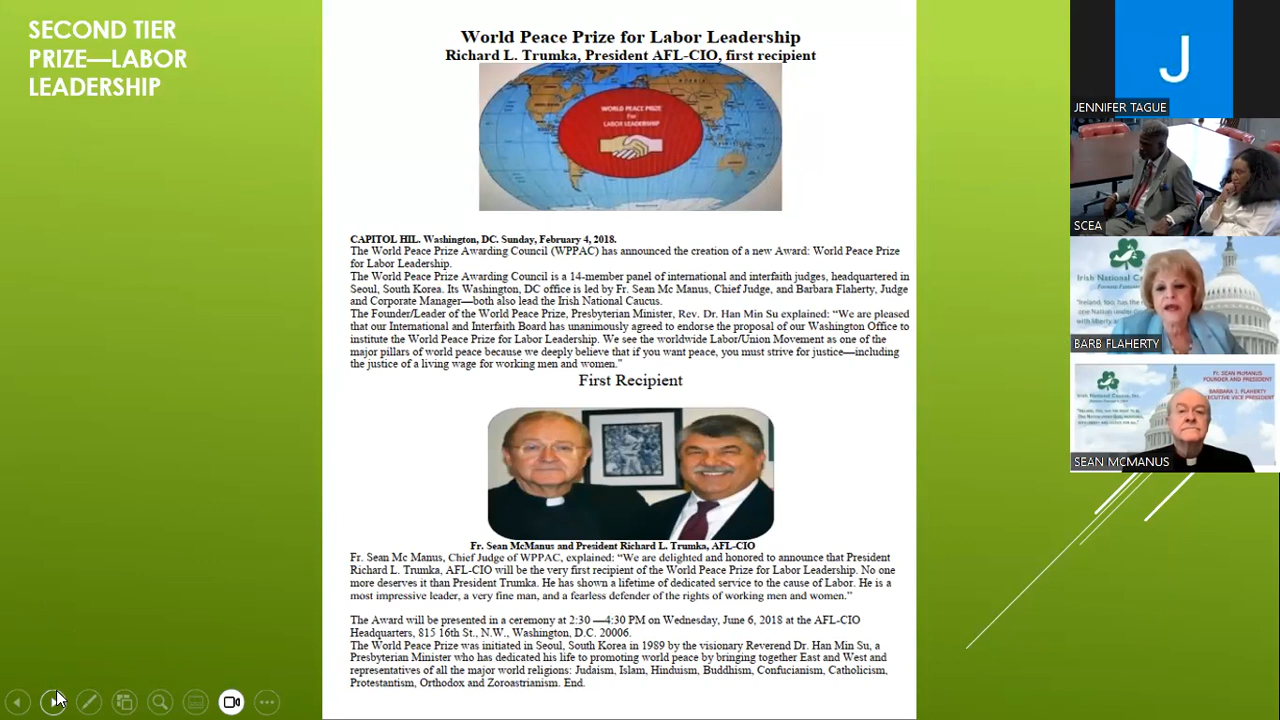 SECOND TIER
PRIZE—LABOR
LEADERSHIP
World Peace Prize for Labor Leadership
Richard L. Trumka, President AFL-CIO, first recipient
WORLD PEACE PRIZE
For
LABOR LEADERSHIP
CAPITOL HIL. Washington, DC. Sunday, February 4, 2018.
The World Peace Prize Awarding Council (WPPAC) has announced the creation of a new Award: World Peace Prize
for Labor Leadership.
The World Peace Prize Awarding Council is a 14-member panel of international and interfaith judges, headquartered in
Seoul, South Korea. Its Washington, DC office is led by Fr. Sean Mc Manus, Chief Judge, and Barbara Flaherty, Judge
and Corporate Manager—both also lead the Irish National Caucus.
The Founder/Leader of the World Peace Prize, Presbyterian Minister, Rev. Dr. Han Min Su explained: “We are pleased
that our International and Interfaith Board has unanimously agreed to endorse the proposal of our Washington Office to
institute the World Peace Prize for Labor Leadership. We see the worldwide Labor/Union Movement as one of the
major pillars of world peace because we deeply believe that if you want peace, you must strive for justice—including
the justice of a living wage for working men and women.”
First Recipient
Fr. Sean McManus and President Richard L. Trumka, AFL-CIO
Fr. Sean Mc Manus, Chief Judge of WPPAC, explained: “We are delighted and honored to announce that President
Richard L. Trumka, AFL-CIO will be the very first recipient of the World Peace Prize for Labor Leadership. No one
more deserves it than President Trumka. He has shown a lifetime of dedicated service to the cause of Labor. He is a
most impressive leader, a very fine man, and a fearless defender of the rights of working men and women.”
The Award will be presented in a ceremony at 2:30 —4:30 PM on Wednesday, June 6, 2018 at the AFL-CIO
Headquarters, 815 16th St., N.W., Washington, D.C. 20006.
The World Peace Prize was initiated in Seoul, South Korea in 1989 by the visionary Reverend Dr. Han Min Su, a
Presbyterian Minister who has dedicated his life to promoting world peace by bringing together East and West and
representatives of all the major world religions: Judaism, Islam, Hinduism, Buddhism, Confucianism, Catholicism,
Protestantism, Orthodox and Zoroastrianism. End.
J
JENNIFER TAGUE
SCEA
Irish National C
BARB FLAHERTY
Fr. SEAN MCMANUS
FOUNDER AND PRESIDENT
BARBARA J. FLAHERTY
EXECUTIVE VICE PRESIDENT
Irish National Caucus, Inc.
SEAN MCMANUS